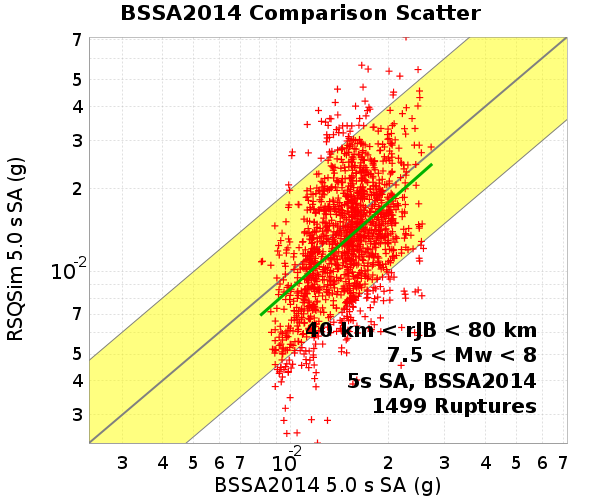 BSSA2014 Comparison Scatter
RSQSim 5.0 s SA (g)
7
5
4
3
2
10-2
7
5
4
3
40 km < rJB < 80 km
7.5 < Mw < 8
5s SA, BSSA2014
1499 Ruptures
3 4 5 6 7 10-2 2 3 4 5 6 7
BSSA2014 5.0 s SA (g)